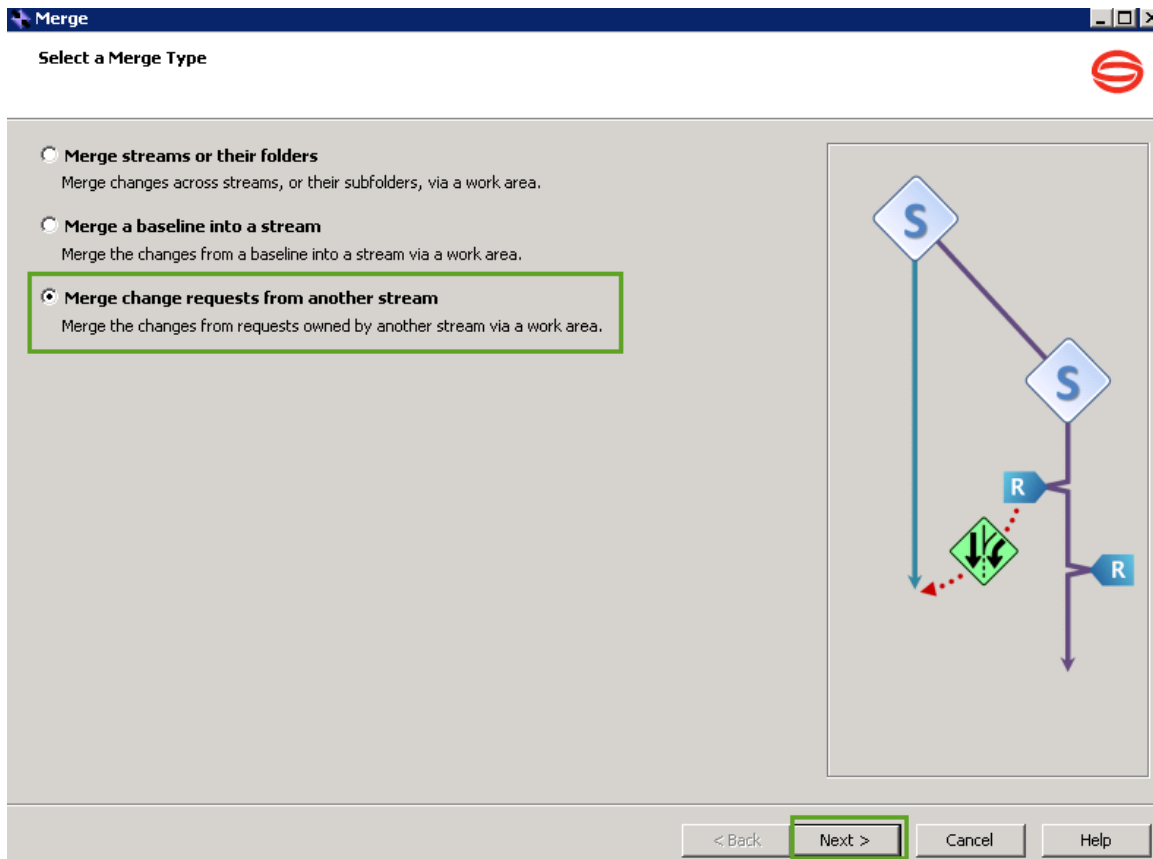 Merge
Select a Merge Type
Merge streams or their folders
Merge changes across streams, or their subfolders, via a work area.
Merge a baseline into a stream
Merge the changes from a baseline into a stream via a work area.
Merge change requests from another stream
Merge the changes from requests owned by another stream via a work area.
S
S
R
R
< Back
Next >
Cancel
Help